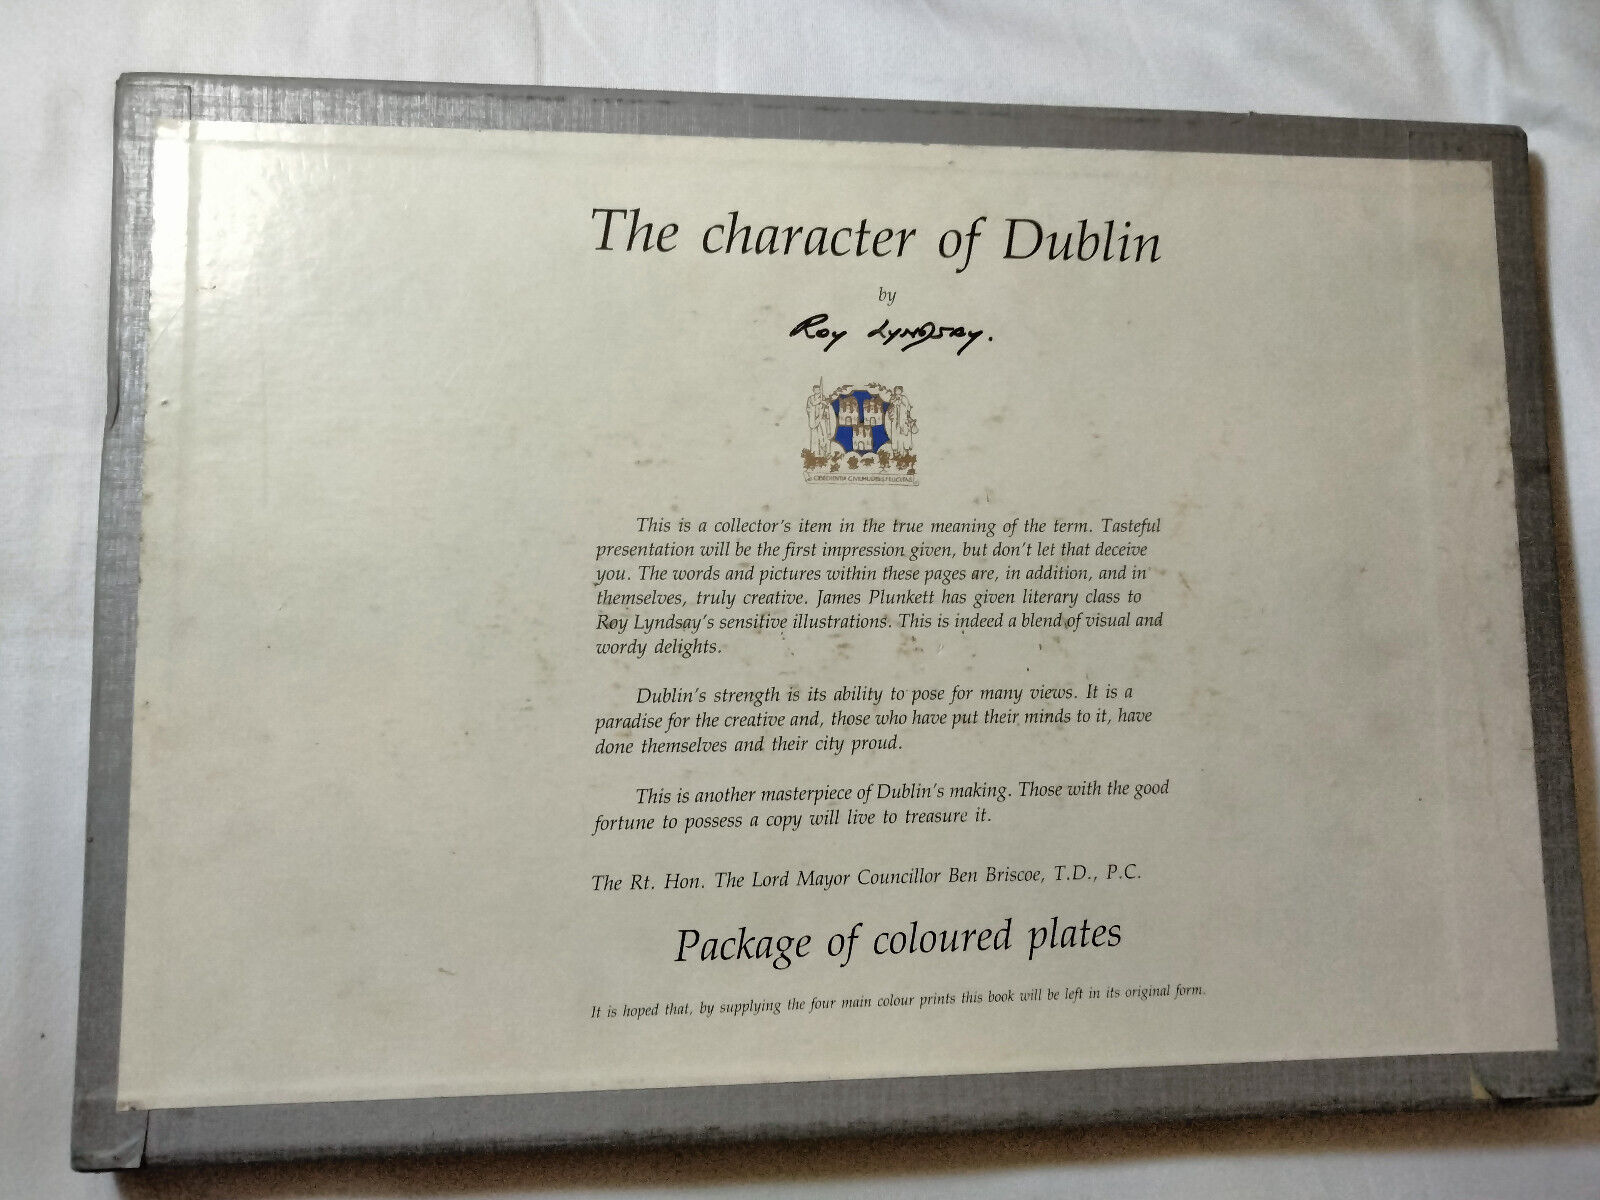 The character of Dublin
by
Roy Lyndsay.
OBEDIENTIA CIVIUM URBIS FELICITAS
This is a collector's item in the true meaning of the term. Tasteful
presentation will be the first impression given, but don't let that deceive
you. The words and pictures within these pages are, in addition, and in
themselves, truly creative. James Plunkett has given literary class to
Roy Lyndsay's sensitive illustrations. This is indeed a blend of visual and
wordy delights.
Dublin's strength is its ability to pose for many views. It is a
paradise for the creative and, those who have put their minds to it, have
done themselves and their city proud.
This is another masterpiece of Dublin's making. Those with the good
fortune to possess a copy will live to treasure it.
The Rt. Hon. The Lord Mayor Councillor Ben Briscoe, T.D., P.C.
Package of coloured plates
It is hoped that, by supplying the four main colour prints this book will be left in its original form.